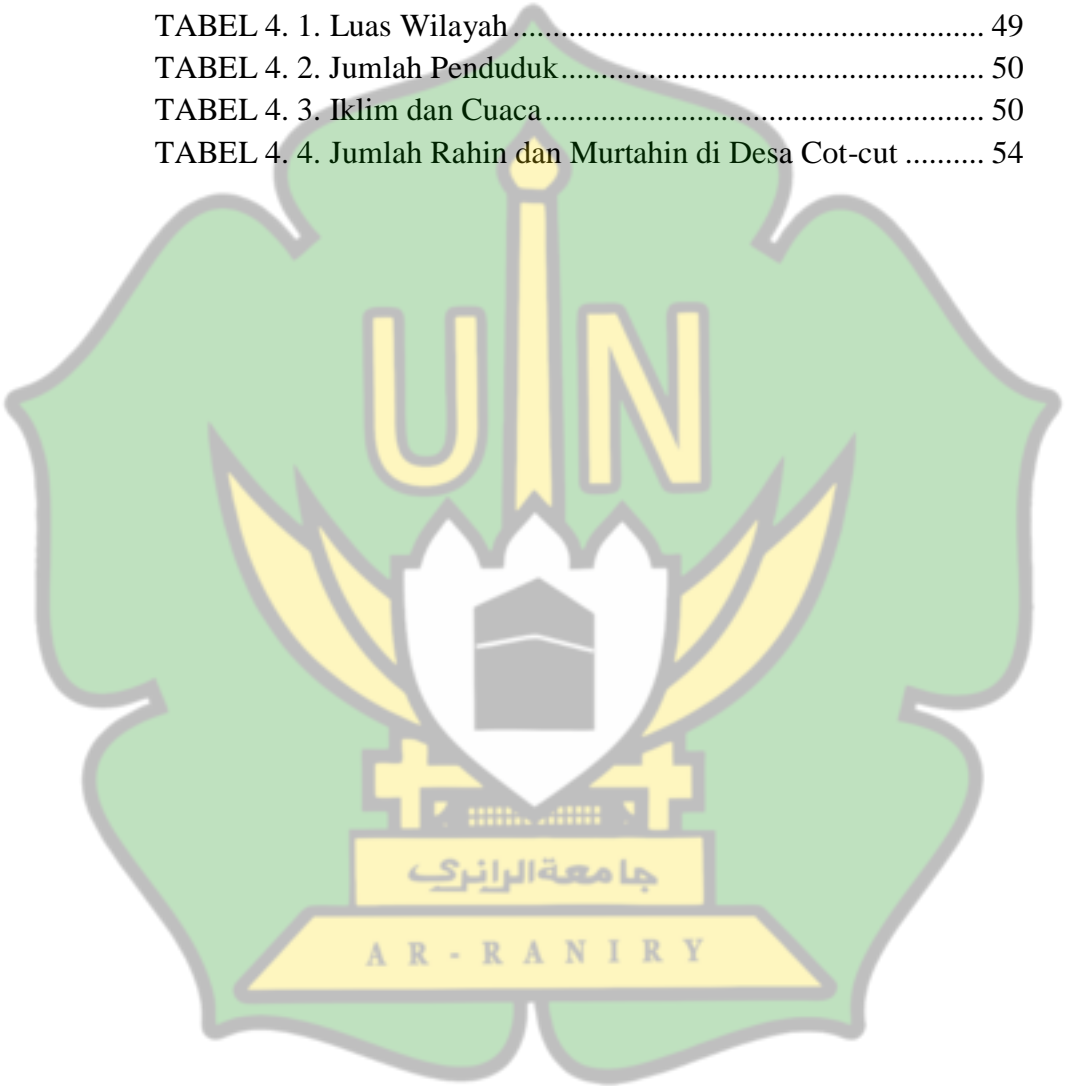 TABEL 4. 1. Luas Wilayah ............................................................ 49
TABEL 4. 2. Jumlah Penduduk ...................................................... 50
TABEL 4. 3. Iklim dan Cuaca ........................................................ 50
TABEL 4. 4. Jumlah Rahin dan Murtahin di Desa Cot-cut .......... 54
UIN
جامعة الرانري
AR - RANIRY